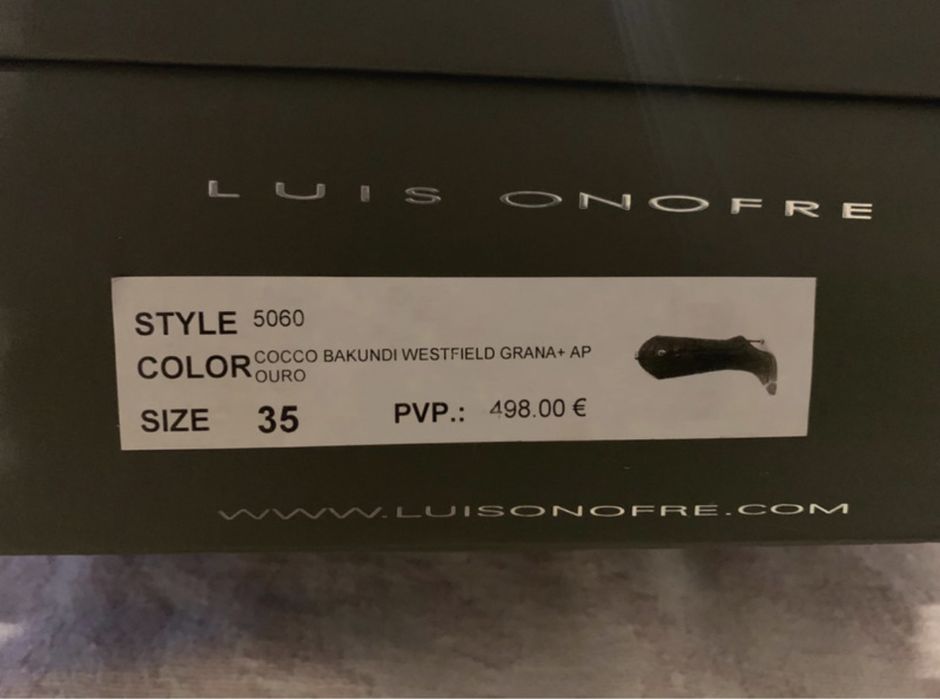 LUIS ONOFRE
STYLE 5060
COLOR COCCO BAKUNDI WESTFIELD GRANA+ AP
OURO
SIZE 35 PVP.: 498.00 €
WWW.LUISONOFRE.COM